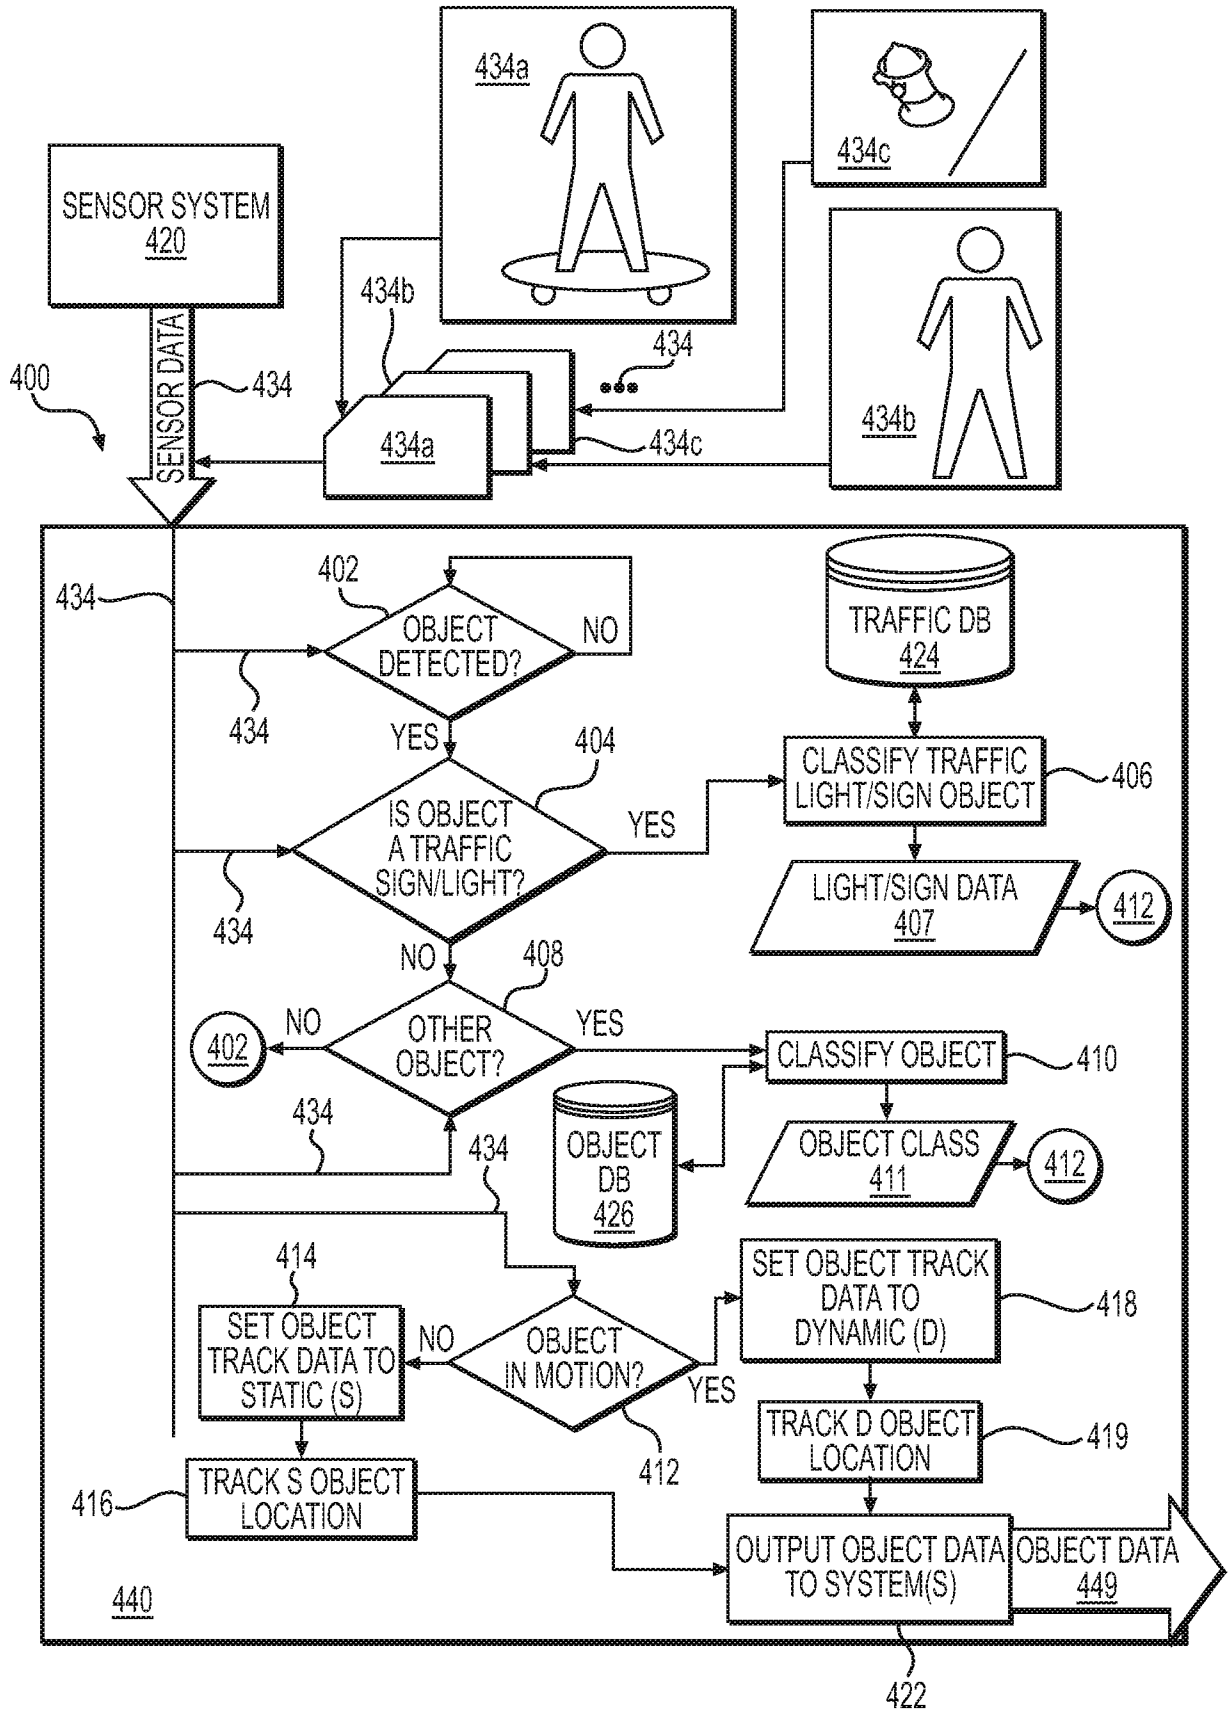 434a
434c
SENSOR SYSTEM
420
434b
434
400
SENSOR DATA
434
434a
434c
434b
434
402
OBJECT
DETECTED?
NO
434
YES
TRAFFIC DB
424
404
IS OBJECT
A TRAFFIC
SIGN/LIGHT?
YES
CLASSIFY TRAFFIC
LIGHT/SIGN OBJECT
406
434
LIGHT/SIGN DATA
407
412
NO
408
OTHER
OBJECT?
NO
402
YES
CLASSIFY OBJECT
410
434
434
OBJECT
DB
426
OBJECT CLASS
411
412
414
SET OBJECT
TRACK DATA TO
STATIC (S)
NO
OBJECT
IN MOTION?
YES
412
SET OBJECT TRACK
DATA TO
DYNAMIC (D)
418
TRACK D OBJECT
LOCATION
419
416
TRACK S OBJECT
LOCATION
OUTPUT OBJECT DATA
TO SYSTEM(S)
OBJECT DATA
449
440
422